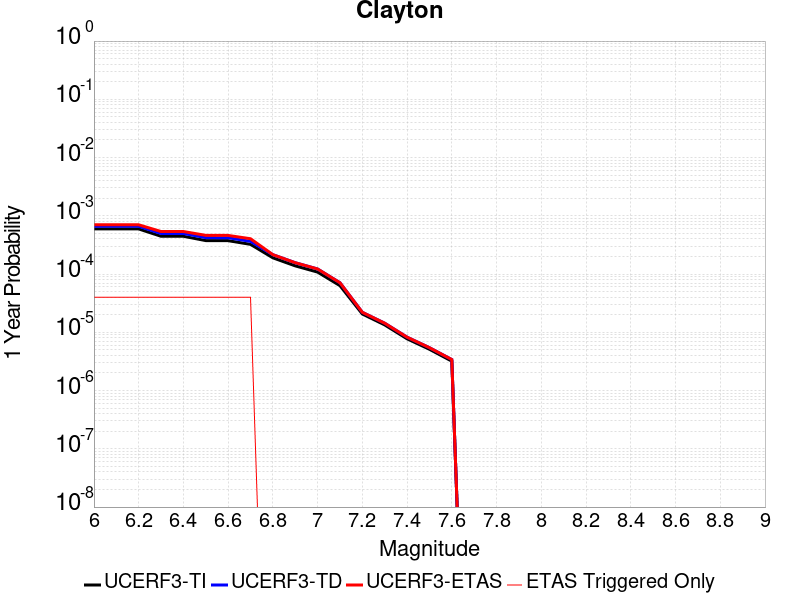 Clayton
10 0
10 -1
10 -2
10 -3
10 -4
10 -5
10 -6
10 -7
10 -8
1 Year Probability
6 6.2 6.4 6.6 6.8 7 7.2 7.4 7.6 7.8 8 8.2 8.4 8.6 8.8 9
Magnitude
UCERF3-TI UCERF3-TD UCERF3-ETAS ETAS Triggered Only